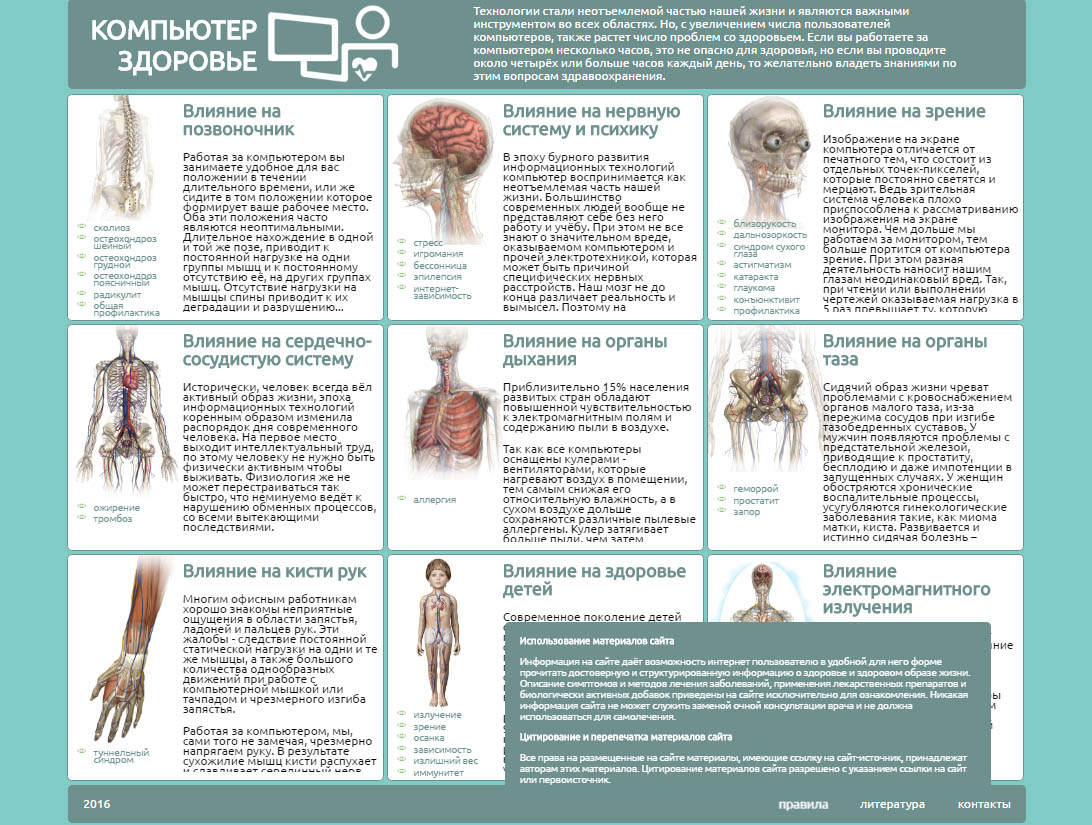 КОМПЬЮТЕР
ЗДОРОВЬЕ
Технологии стали неотъемлемой частью нашей жизни и являются важными
инструментом во всех областях. Но, с увеличением числа пользователей
компьютеров, также растет число проблем со здоровьем. Если вы работаете за
компьютером несколько часов, это не опасно для здоровья, но если вы проводите
около четырёх или больше часов каждый день, то желательно владеть знаниями по
этим вопросам здравоохранения.
Влияние на
позвоночник
Работая за компьютером вы
занимаете удобное для вас
положении в течении
длительного времени, или же
сидите в том положении которое
формирует ваше рабочее место.
Оба эти положения часто
являются неоптимальными.
Длительное нахождение в одной
и той же позе, приводит к
постоянной нагрузке на одни
группы мышц и к постоянному
отсутствию её, на других группах
мышц. Отсутствие нагрузки на
мышцы спины приводит к их
деградации и разрушению...
сколиоз
остеохондроз
шейный
остеохондроз
грудной
остеохондроз
поясничный
радикулит
общая
профилактика
Влияние на нервную
систему и психику
В эпоху бурного развития
информационных технологий
компьютер воспринимается как
неотъемлемая часть нашей
жизни. Большинство
современных людей вообще не
представляют себе без него
работу и учёбу. При этом не все
знают о значительном вреде,
оказываемом компьютером и
прочей электротехникой, которая
может быть причиной
специфических нервных
расстройств. Наш мозг не до
конца различает реальность и
вымысел. Поэтому на
стресс
игромания
бессонница
эпилепсия
интернет-
зависимость
Влияние на зрение
Изображение на экране
компьютера отличается от
печатного тем, что состоит из
отдельных точек-пикселей,
которые постоянно светятся и
мерцают. Ведь зрительная
система человека плохо
приспособлена к рассматриванию
изображения на экране
монитора. Чем дольше мы
работаем за монитором, тем
больше портится от компьютера
зрение. При этом разная
деятельность наносит нашим
глазам неодинаковый вред. Так,
при чтении или выполнении
чертежей оказываемая нагрузка в
5 раз превышает ту, которую
близорукость
дальнозоркость
синдром сухого
глаза
астигматизм
катаракта
глаукома
конъюнктивит
профилактика
Влияние на сердечно-
сосудистую систему
Исторически, человек всегда вёл
активный образ жизни, эпоха
информационных технологий
коренным образом изменила
распорядок дня современного
человека. На первое место
выходит интеллектуальный труд,
по этому человеку не нужно быть
физически активным чтобы
выживать. Физиология же не
может перестраиваться так
быстро, что неминуемо ведёт к
нарушению обменных процессов,
со всеми вытекающими
последствиями.
ожирение
тромбоз
Влияние на органы
дыхания
Приблизительно 15% населения
развитых стран обладают
повышенной чувствительностью
к электромагнитным полям и
содержанию пыли в воздухе.
Так как все компьютеры
оснащены кулерами -
вентиляторами, которые
нагревают воздух в помещении,
тем самым снижая его
относительную влажность, а в
сухом воздухе дольше
сохраняются различные пылевые
аллергены. Кулер затягивает
больше пыли, чем затем
аллергия
Влияние на органы
таза
Сидячий образ жизни чреват
проблемами с кровоснабжением
органов малого таза, из-за
пережима сосудов при изгибе
тазобедренных суставов. У
мужчин появляются проблемы с
предстательной железой,
приводящие к простатиту,
бесплодию и даже импотенции в
запущенных случаях. У женщин
обостряются хронические
воспалительные процессы,
усугубляются гинекологические
заболевания такие, как миома
матки, киста. Развивается и
истинно сидячая болезнь –
геморрой
простатит
запор
Влияние на кисти рук
Многим офисным работникам
хорошо знакомы неприятные
ощущения в области запястья,
ладоней и пальцев рук. Эти
жалобы - следствие постоянной
статической нагрузки на одни и те
же мышцы, а также большого
количества однообразных
движений при работе с
компьютерной мышкой или
тачпадом и чрезмерного изгиба
запястья.
Работая за компьютером, мы,
сами того не замечая, чрезмерно
напрягаем руку. В результате
сухожилие мышц кисти распухает
и сдавливает серединный нерв
туннельный
синдром
Влияние на здоровье
детей
Современное поколение детей
излучение
зрение
осанка
зависимость
излишний вес
иммунитет
Влияние
электромагнитного
излучения
Использование материалов сайта
Информация на сайте даёт возможность интернет пользователю в удобной для него форме
прочитать достоверную и структурированную информацию о здоровье и здоровом образе жизни.
Описание симптомов и методов лечения заболеваний, применения лекарственных препаратов и
биологически активных добавок приведены на сайте исключительно для ознакомления. Никакая
информация сайта не может служить заменой очной консультации врача и не должна
использоваться для самолечения.
Цитирование и перепечатка материалов сайта
Все права на размещенные на сайте материалы, имеющие ссылку на сайт-источник, принадлежат
авторам этих материалов. Цитирование материалов сайта разрешено с указанием ссылки на сайт
или первоисточник.
2016
правила
литература
контакты